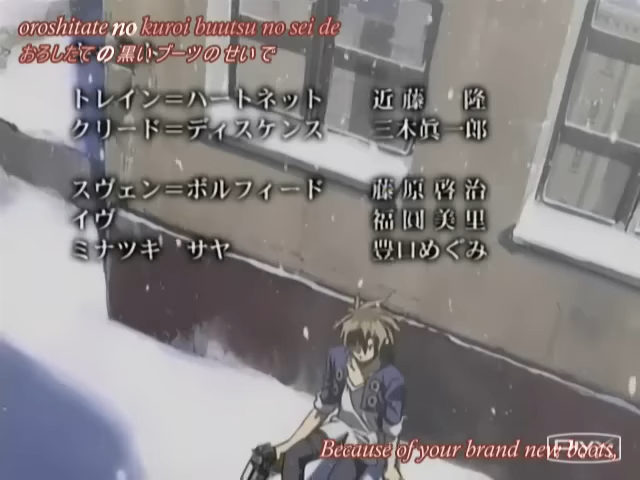 oroshitate no kuroi buutsu no sei de
おろしたての黒いブーツのせいで
トレイン＝ハートネット 近藤 隆
クリード＝ディスケンス 三木眞一郎
スヴェン＝ボルフィード 藤原啓治
イヴ 福圓美里
ミナツキ サヤ 豊口めぐみ
Because of your brand new boots,
DivX